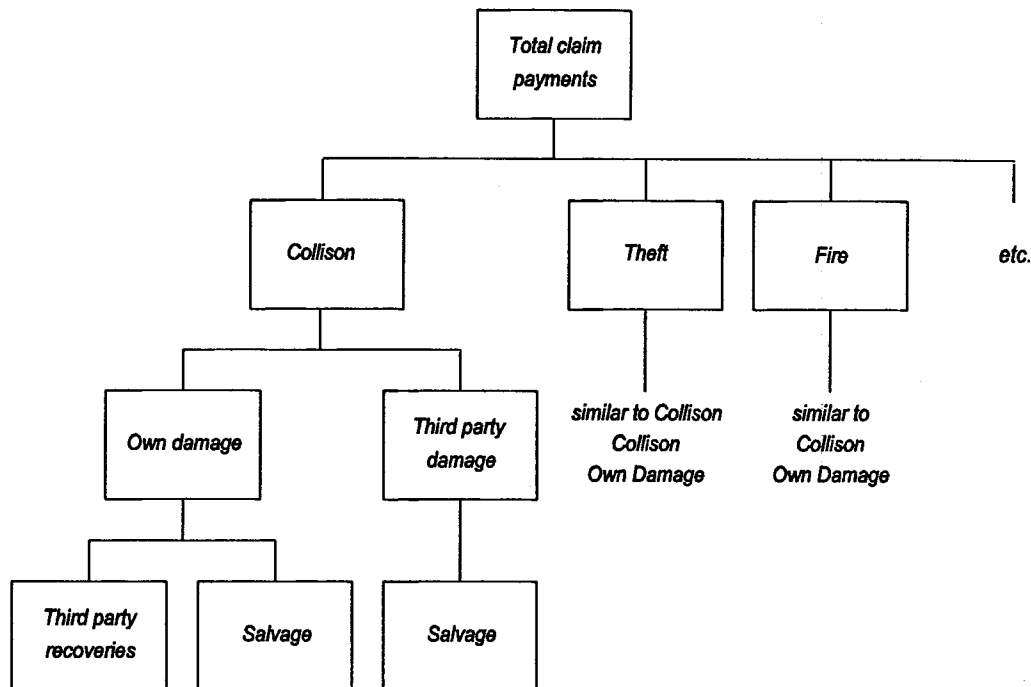 Total claim
payments
Collison
Theft
Fire
etc.
Own damage
Third party
damage
similar to Collison
Collison
Own Damage
similar to
Collison
Own Damage
Third party
recoveries
Salvage
Salvage